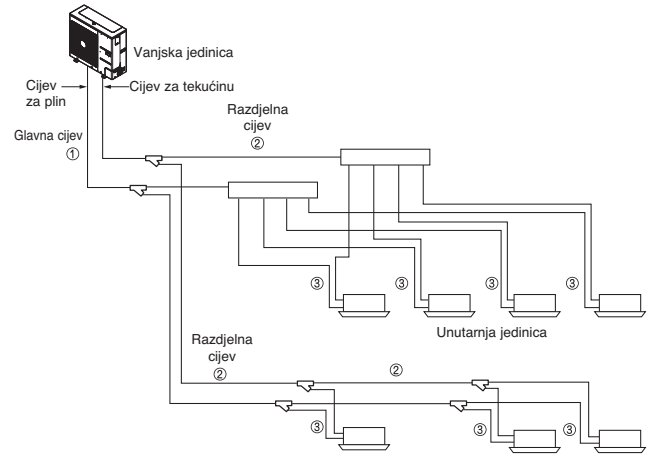 Vanjska jedinica
Cijev
za plin
Cijev za tekućinu
Glavna cijev
①
Razdjelna
cijev
②
③
③
③
③
Unutarnja jedinica
Razdjelna
cijev
②
②
③
③
③